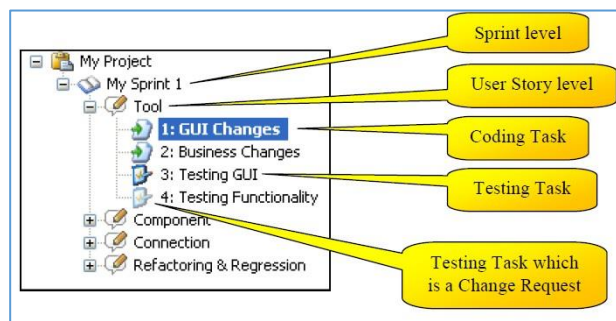 My Project
Sprint level
My Sprint 1
User Story level
Tool
1: GUI Changes
Coding Task
2: Business Changes
3: Testing GUI
Testing Task
4: Testing Functionality
Component
Connection
Refactoring & Regression
Testing Task which
is a Change Request